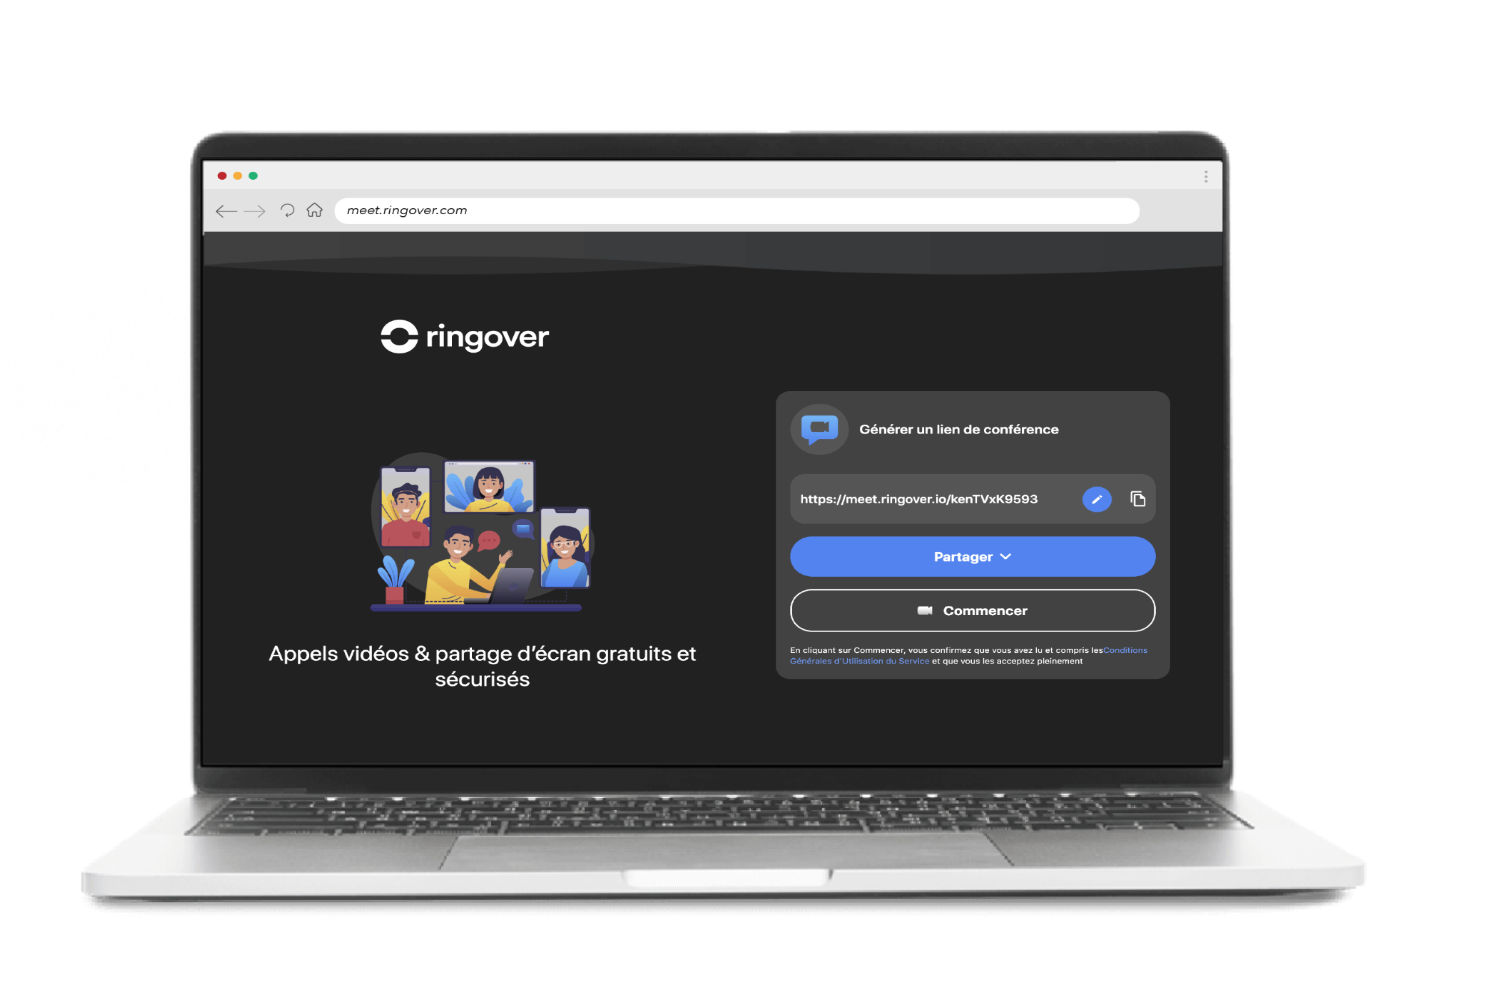 meet.ringover.com
ringover
Générer un lien de conférence
https://meet.ringover.io/kenTVxK9593
Partager
Commencer
En cliquant sur Commencer, vous confirmez que vous avez lu et compris lesConditions
Générales d'Utilisation du Service et que vous les acceptez pleinement
Appels vidéos & partage d'écran gratuits et
sécurisés